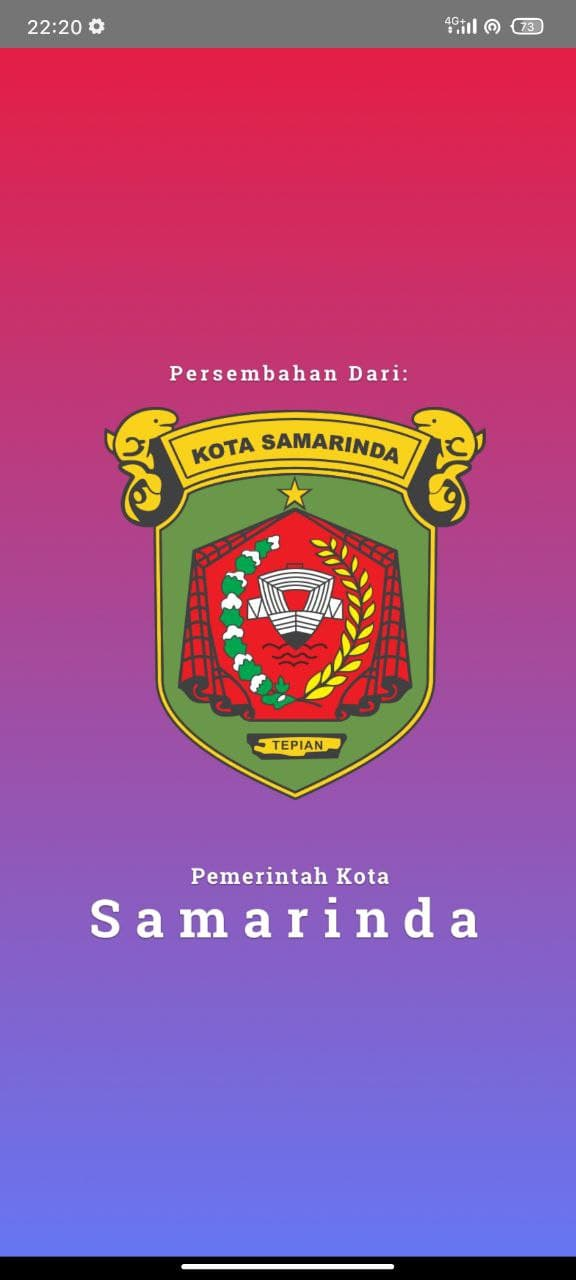 22:20
4G+
73
Persembahan Dari:
KOTA SAMARINDA
TEPIAN
Pemerintah Kota
Samarinda